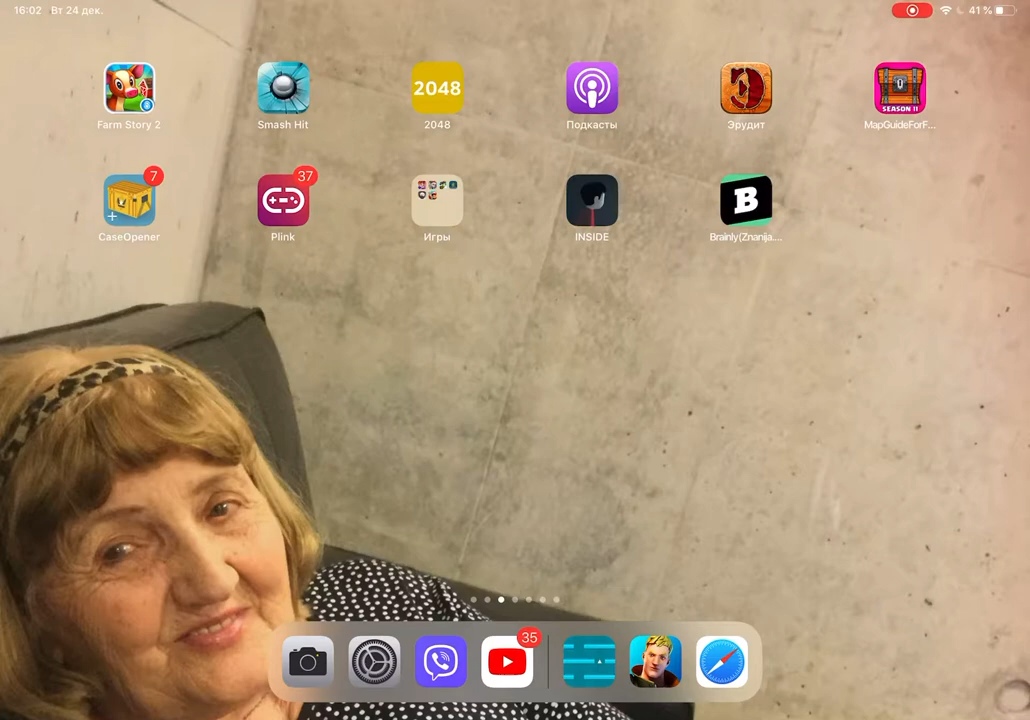 16:02 Вт 24 дек.
41 %
2048
SEASON 11
Farm Story 2
Smash Hit
2048
Подкасты
Эрудит
MapGuideForF...
7
37
B
CaseOpener
Plink
Игры
INSIDE
Brainly(Znanija....
35